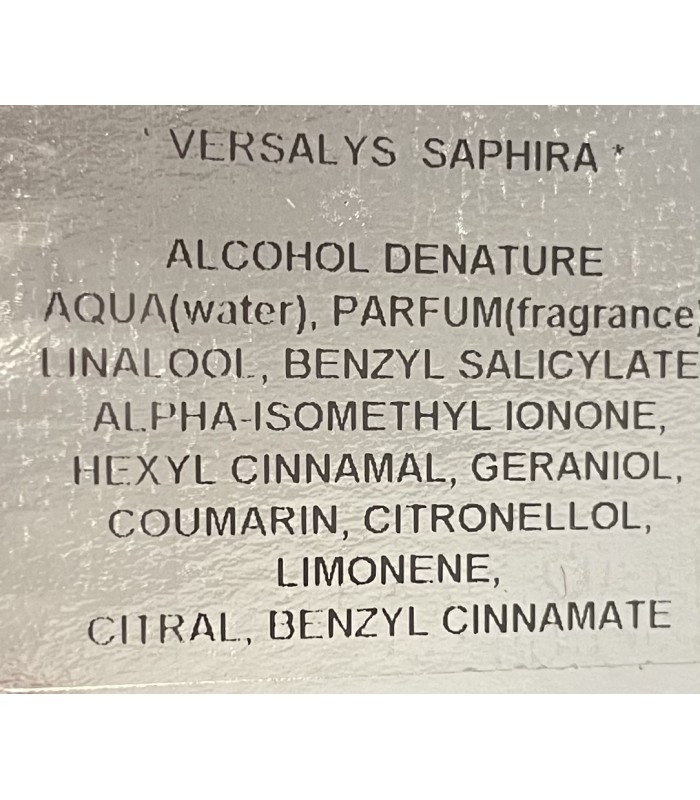 ' VERSALYS SAPHIRA *
ALCOHOL DENATURE
AQUA(water), PARFUM(fragrance)
LINALOOL, BENZYL SALICYLATE
ALPHA-ISOMETHYL IONONE,
HEXYL CINNAMAL, GERANIOL,
COUMARIN, CITRONELLOL,
LIMONENE,
CITRAL, BENZYL CINNAMATE